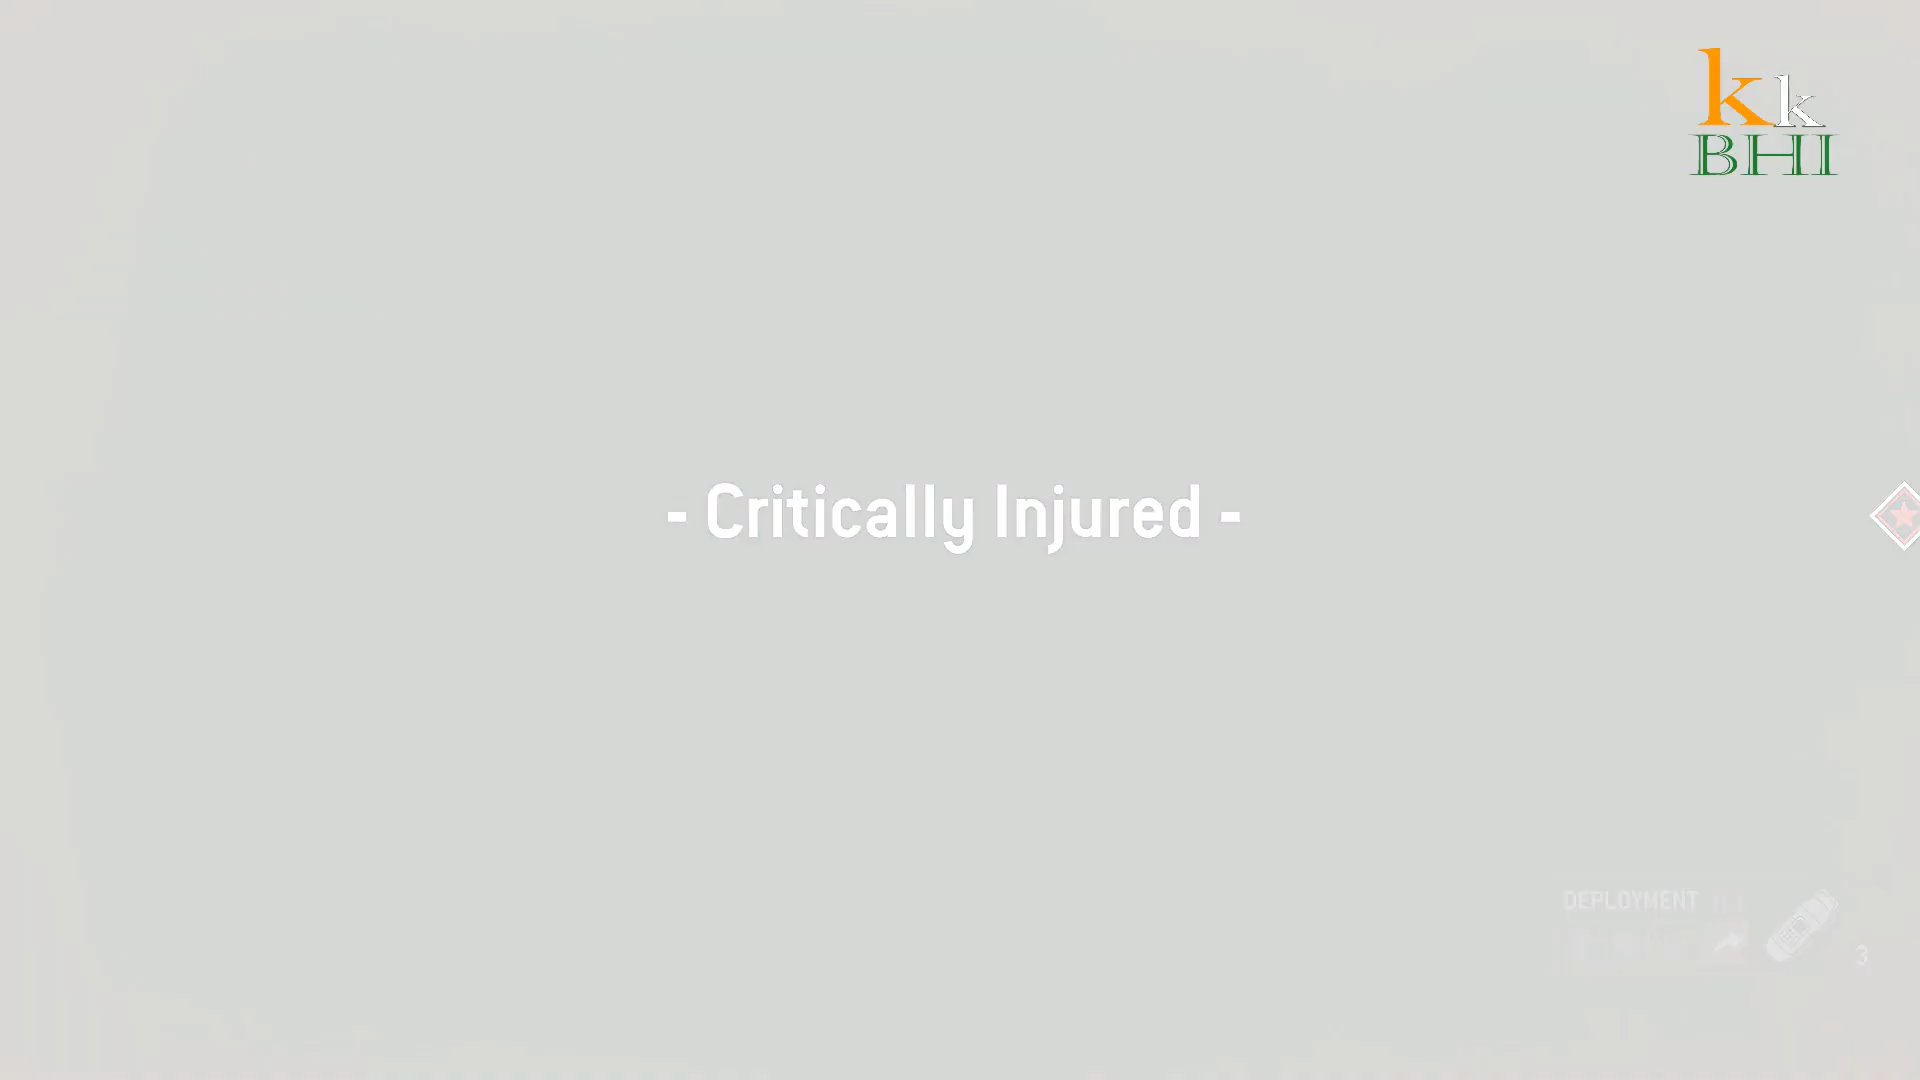 kk
BHI
- Critically Injured -
DEPLOYMENT
3